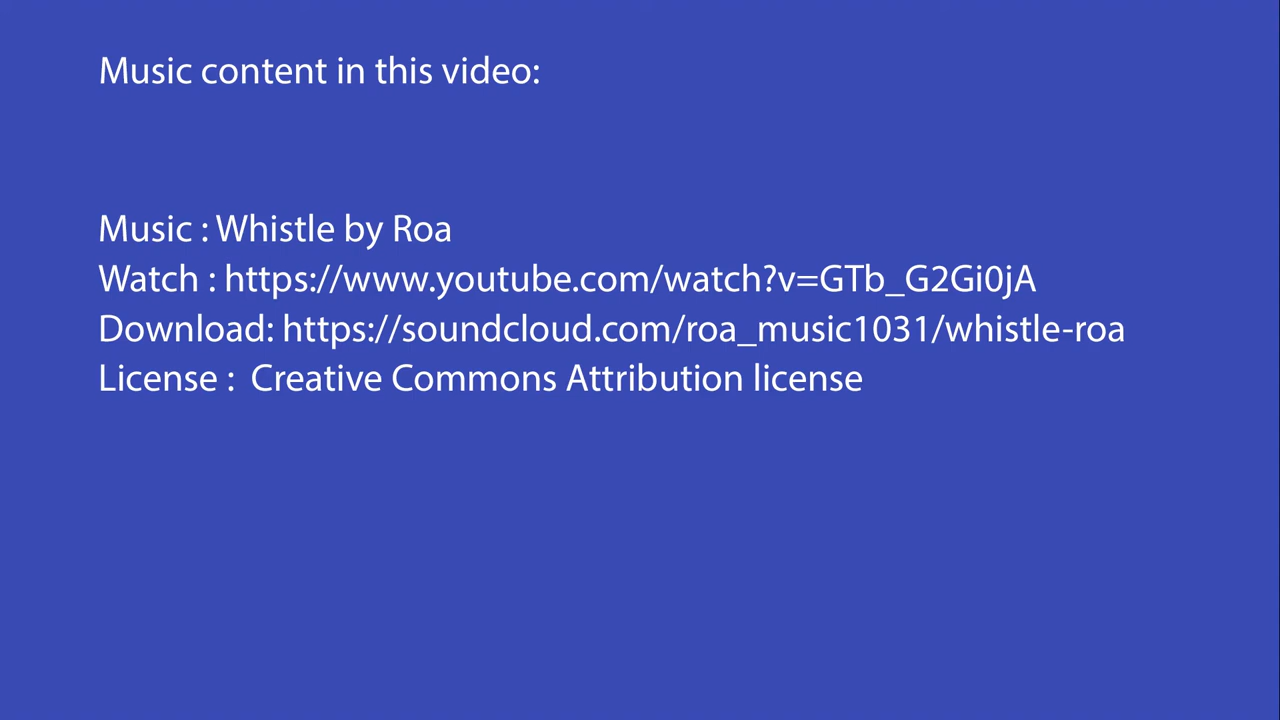 Music content in this video:
Music : Whistle by Roa
Watch : https://www.youtube.com/watch?v=GTb_G2Gi0jA
Download: https://soundcloud.com/roa_music1031/whistle-roa
License :  Creative Commons Attribution license